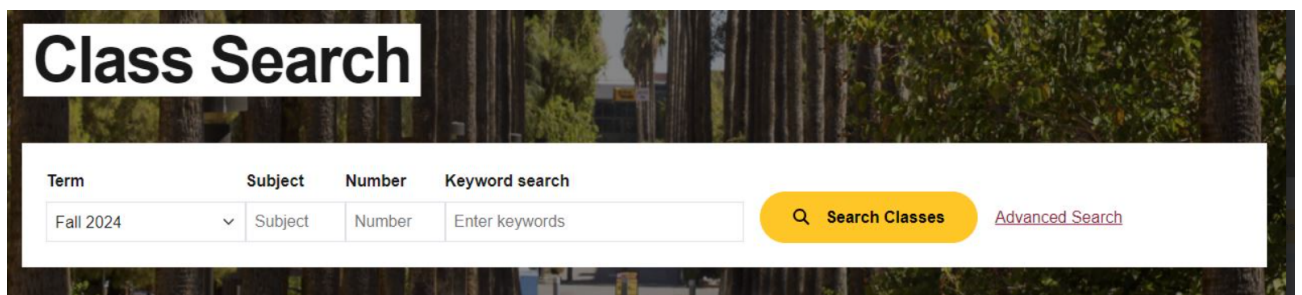 Class Search
Term Subject Number Keyword search
Fall 2024 Subject Number Enter keywords Search Classes Advanced Search